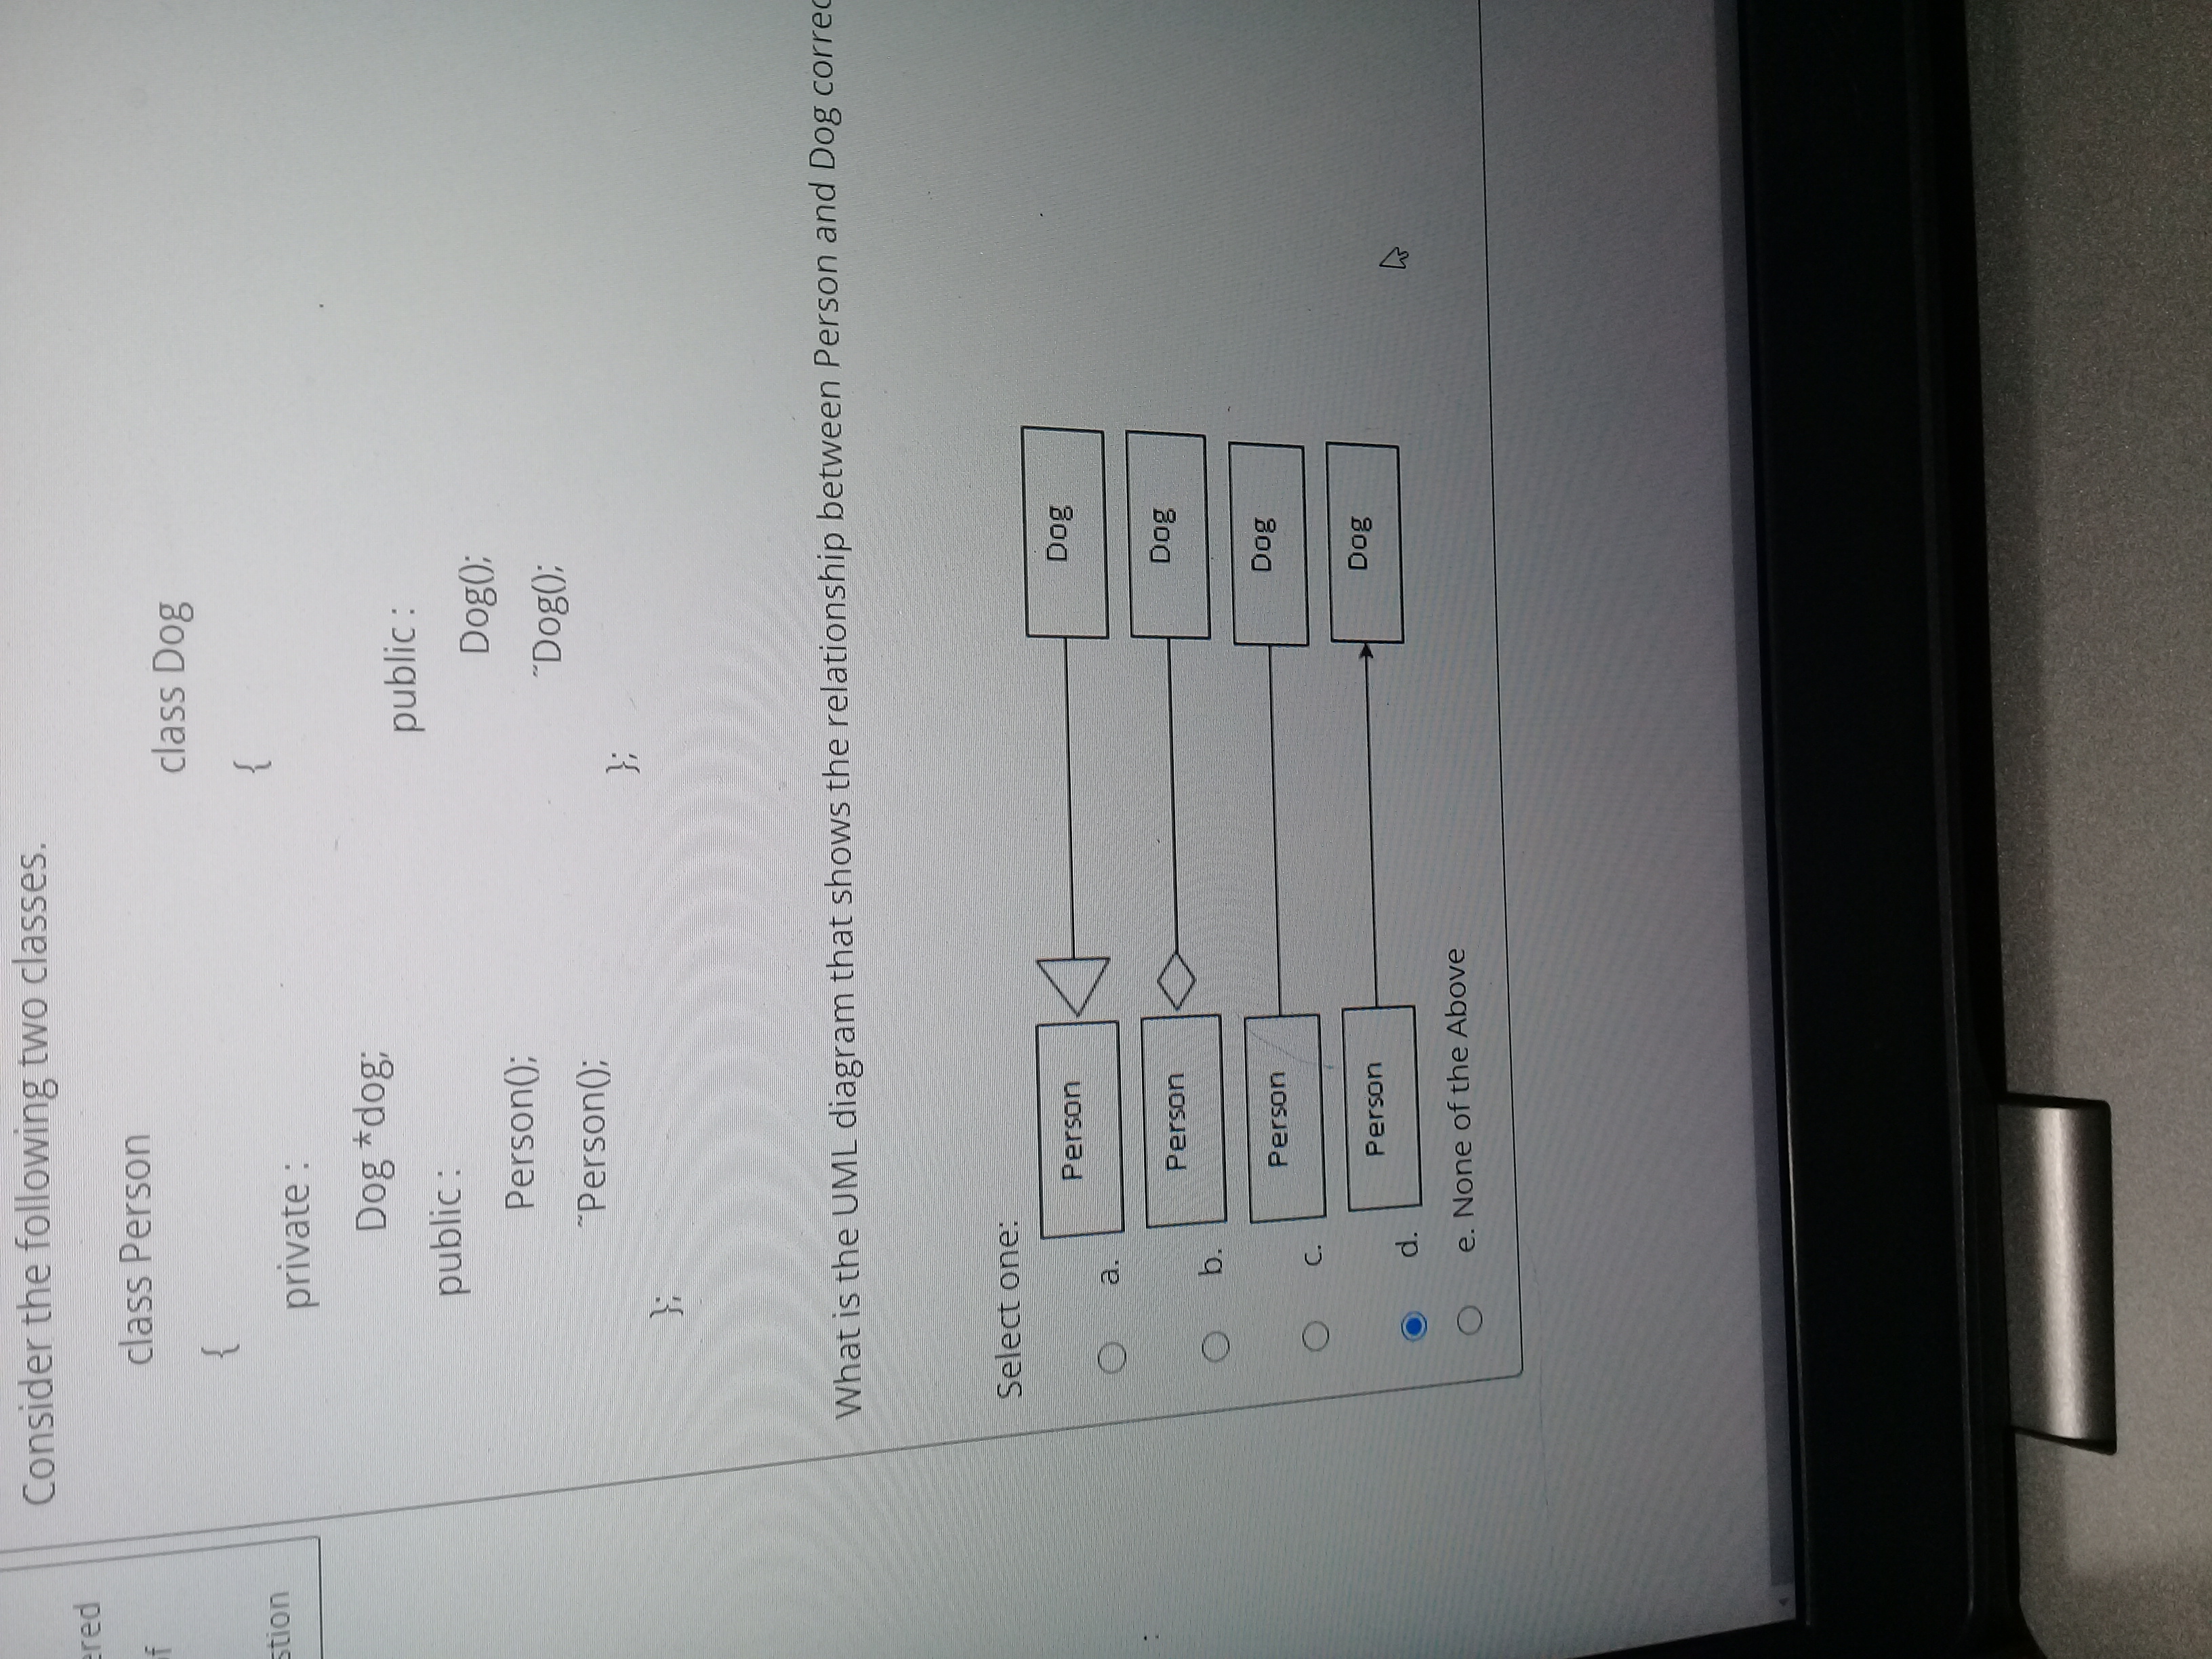 Consider the following two classes.
ered
of
stion
class Person
{
private :
Dog *dog;
public :
Person();
~Person();
};
class Dog
{
public :
Dog();
~Dog();
};
What is the UML diagram that shows the relationship between Person and Dog correc
Select one:
a. Person Dog
b. Person Dog
c. Person Dog
d. Person Dog
e. None of the Above